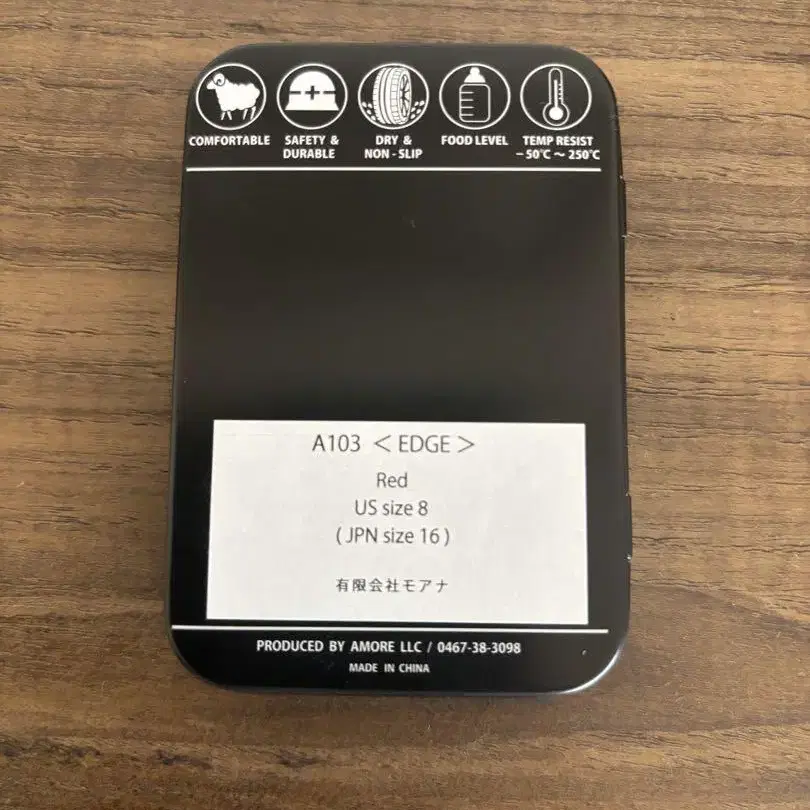 COMFORTABLE
SAFETY &
DURABLE
DRY &
NON - SLIP
FOOD LEVEL
TEMP RESIST
－50℃ ～ 250℃
A103 ＜ EDGE ＞
Red
US size 8
( JPN size 16 )
有限会社モアナ
PRODUCED BY AMORE LLC / 0467-38-3098
MADE IN CHINA